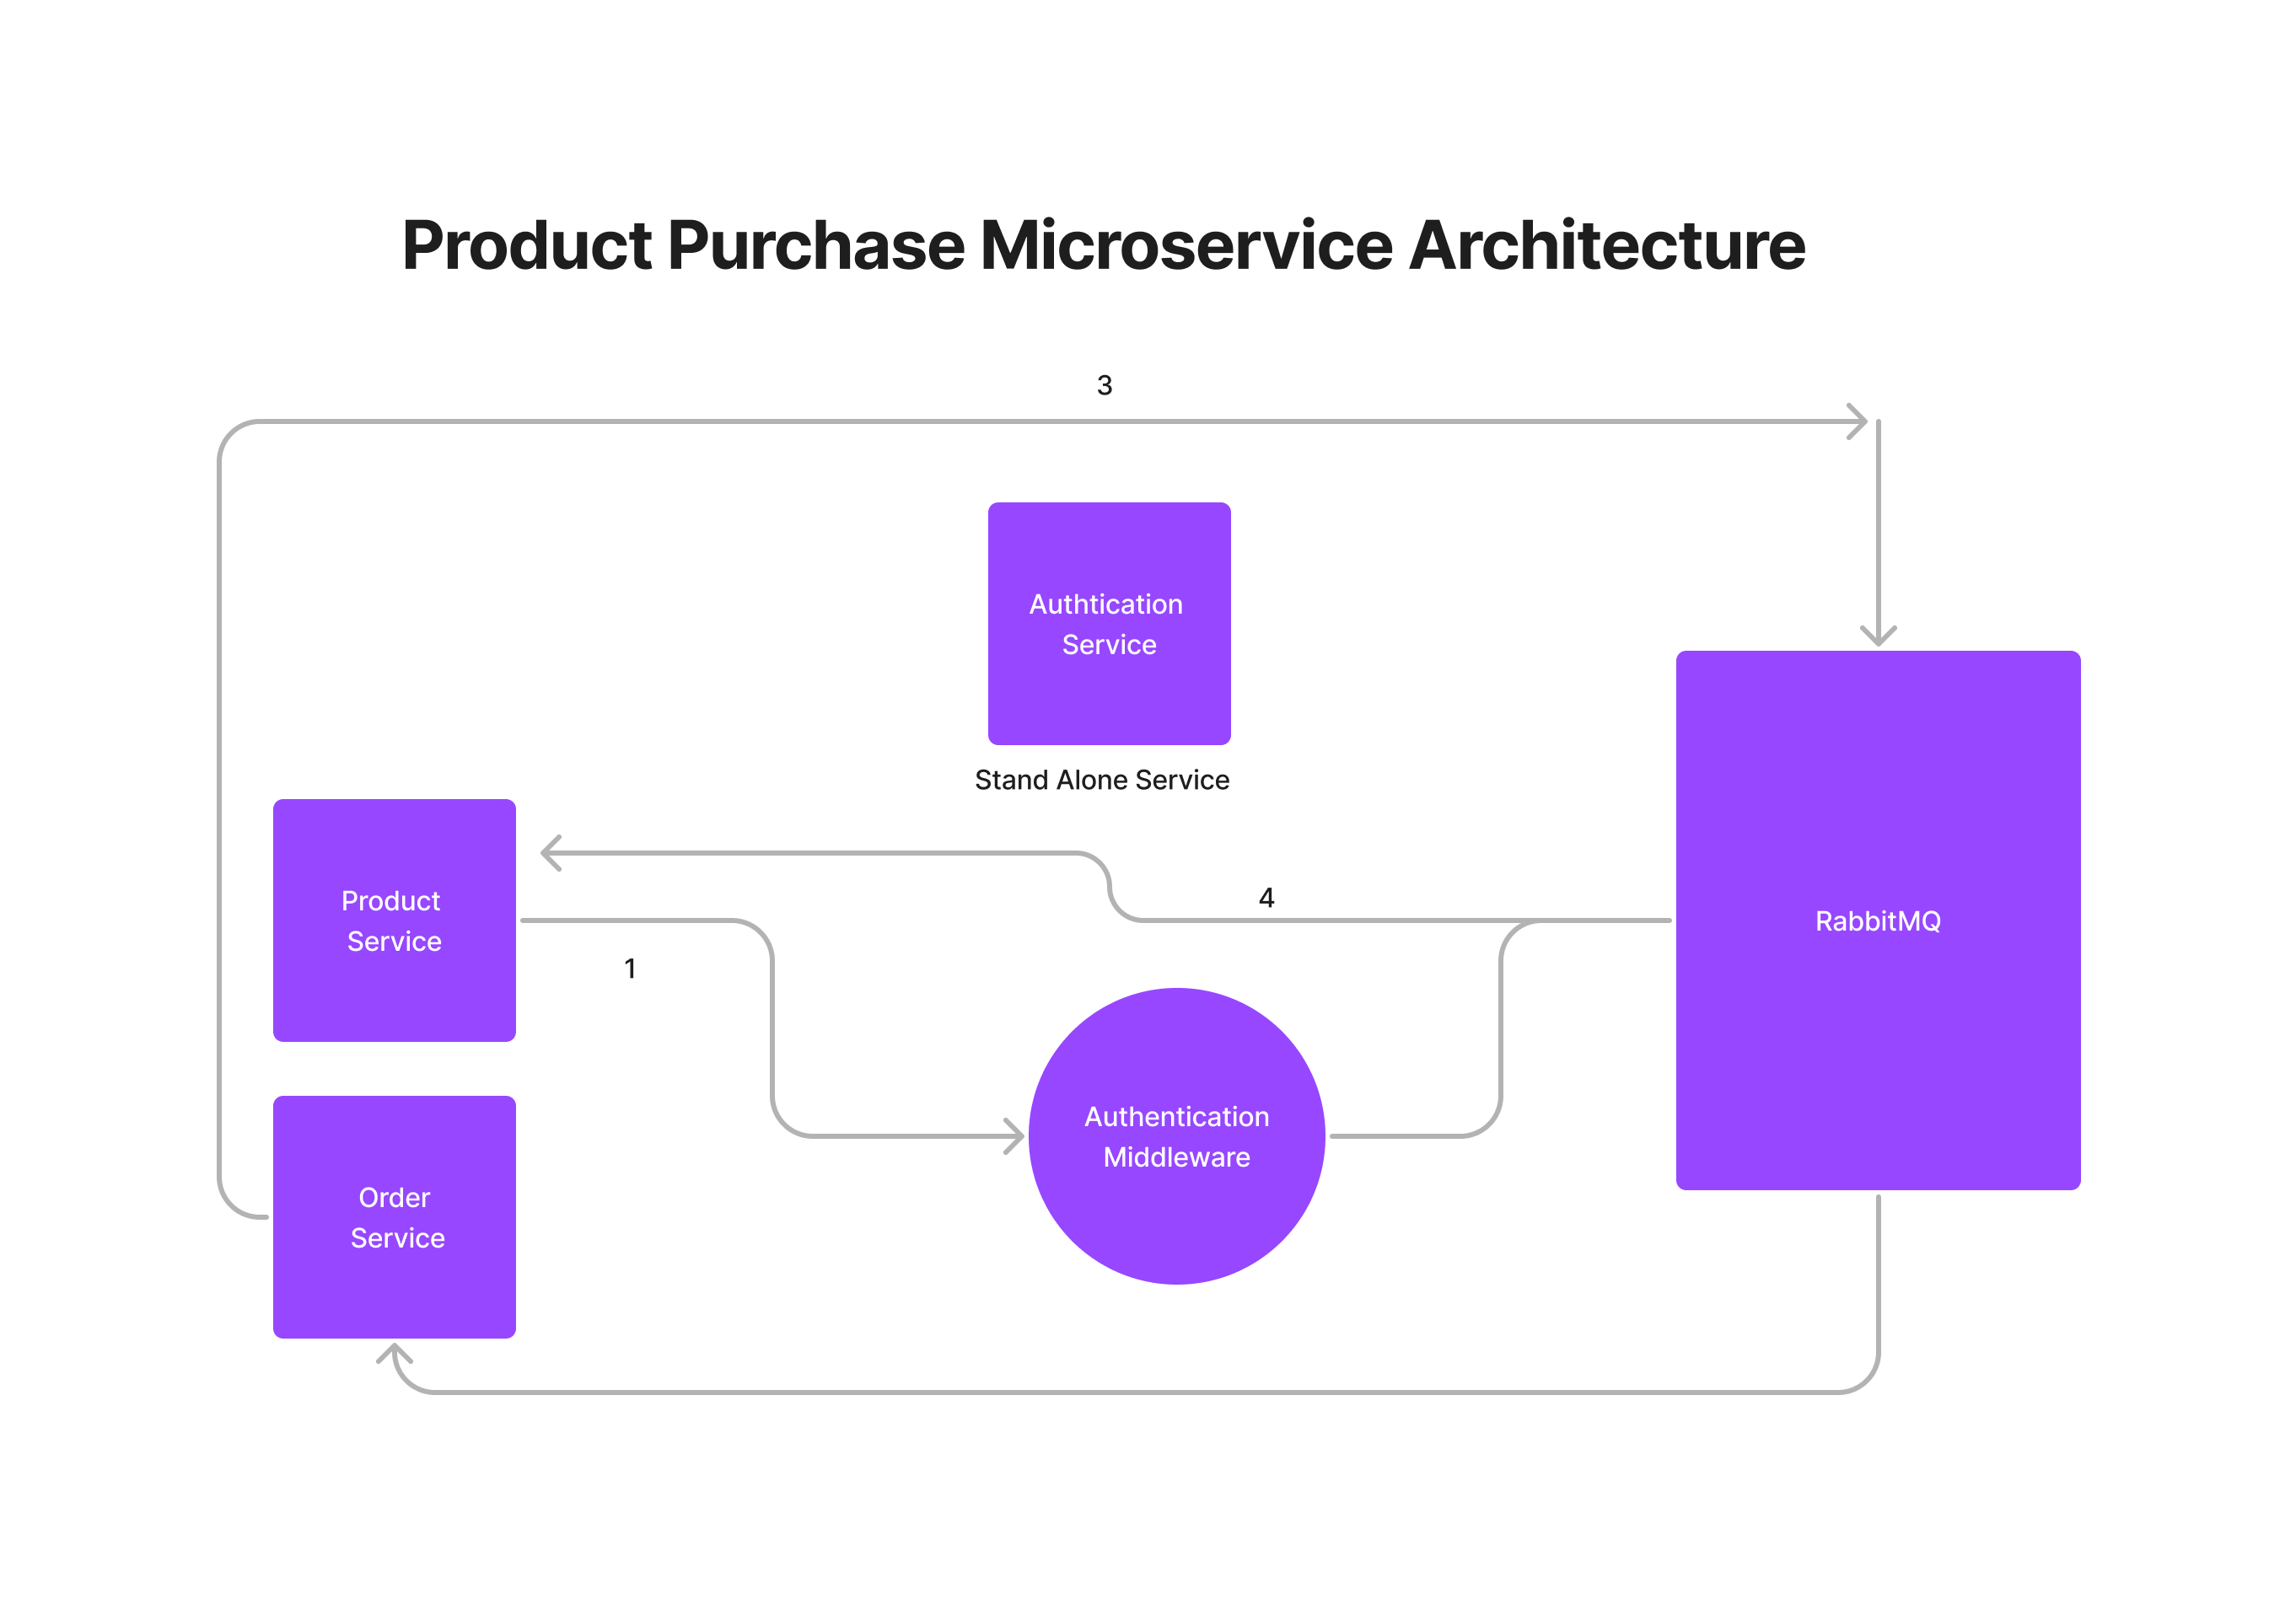 Product Purchase Microservice Architecture
3
Authtication
Service
Stand Alone Service
Product
Service
4
RabbitMQ
1
Authentication
Middleware
Order
Service